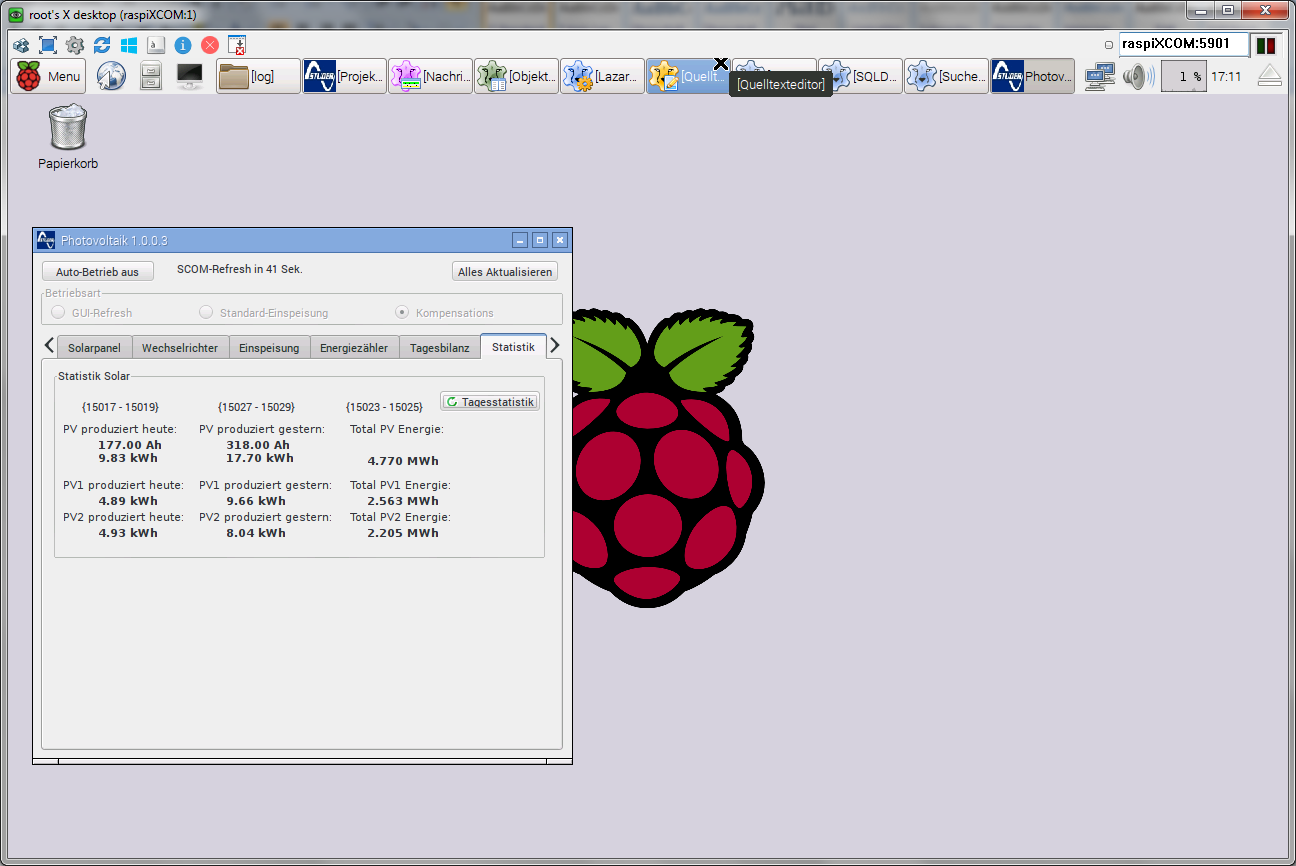 root's X desktop (raspiXCOM:1)
raspiXCOM:5901
Menu
[log]
[Projek...
[Nachri...
[Objekt...
[Lazar...
[Quellt...
[SQLD...
[Suche...
Photov...
1 %
17:11
[Quelltexteditor]
Papierkorb
Photovoltaik 1.0.0.3
Auto-Betrieb aus
SCOM-Refresh in 41 Sek.
Alles Aktualisieren
Betriebsart
GUI-Refresh
Standard-Einspeisung
Kompensations
Solarpanel
Wechselrichter
Einspeisung
Energiezähler
Tagesbilanz
Statistik
Statistik Solar
{15017 - 15019} {15027 - 15029} {15023 - 15025} Tagesstatistik
PV produziert heute: PV produziert gestern: Total PV Energie:
177.00 Ah 318.00 Ah
9.83 kWh 17.70 kWh 4.770 MWh
PV1 produziert heute: PV1 produziert gestern: Total PV1 Energie:
4.89 kWh 9.66 kWh 2.563 MWh
PV2 produziert heute: PV2 produziert gestern: Total PV2 Energie:
4.93 kWh 8.04 kWh 2.205 MWh